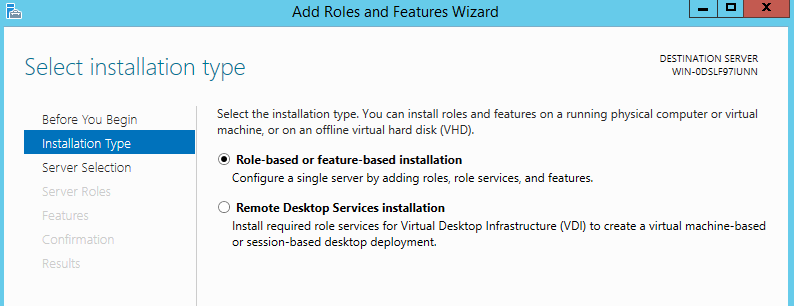 Add Roles and Features Wizard
Select installation type
DESTINATION SERVER
WIN-0DSLF97IUNN
Before You Begin
Installation Type
Server Selection
Server Roles
Features
Confirmation
Results
Select the installation type. You can install roles and features on a running physical computer or virtual
machine, or on an offline virtual hard disk (VHD).
Role-based or feature-based installation
Configure a single server by adding roles, role services, and features.
Remote Desktop Services installation
Install required role services for Virtual Desktop Infrastructure (VDI) to create a virtual machine-based
or session-based desktop deployment.